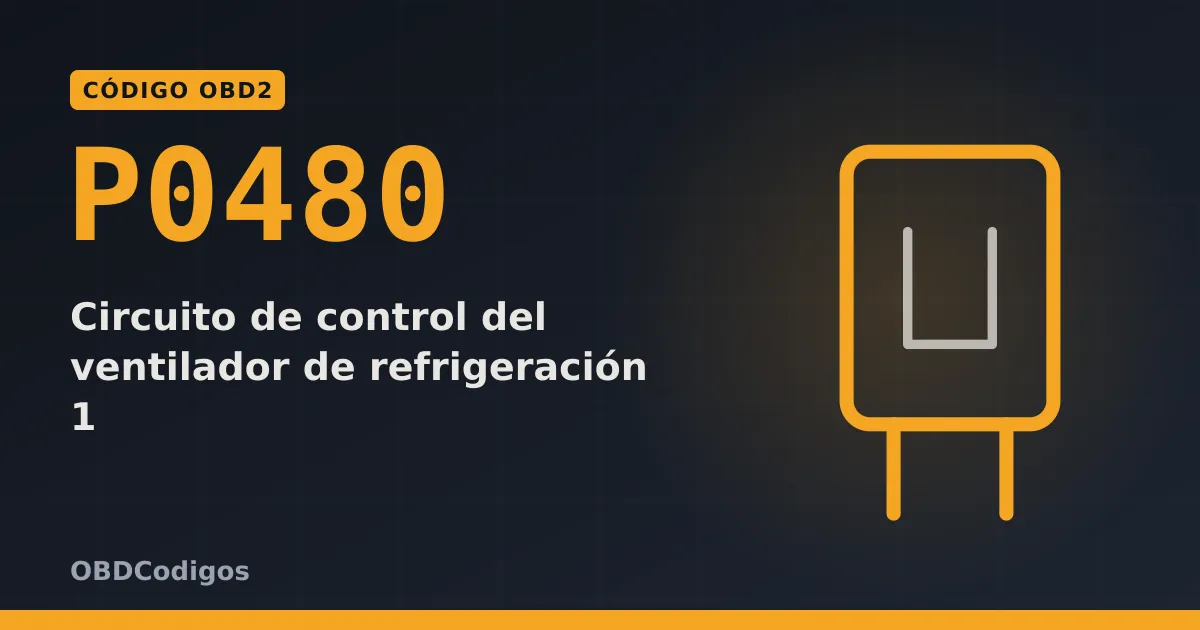 CÓDIGO OBD2
P0480
Circuito de control del
ventilador de refrigeración
1
OBDCodigos